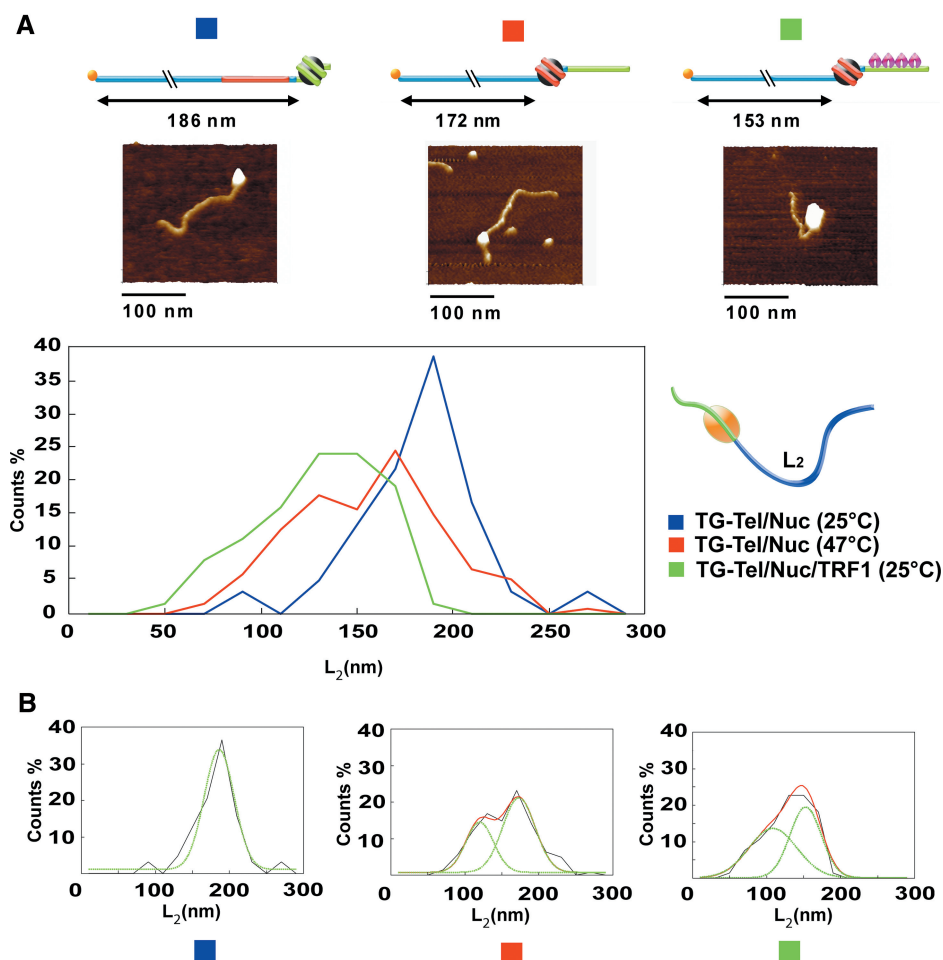 A
186 nm
172 nm
153 nm
100 nm
100 nm
100 nm
40
35
30
25
20
15
10
5
0
Counts %
0 50 100 150 200 250 300
L2(nm)
L2
TG-Tel/Nuc (25°C)
TG-Tel/Nuc (47°C)
TG-Tel/Nuc/TRF1 (25°C)
B
40
30
20
10
Counts %
0 100 200 300
L2(nm)
40
30
20
10
Counts %
0 100 200 300
L2(nm)
40
30
20
10
Counts %
0 100 200 300
L2(nm)